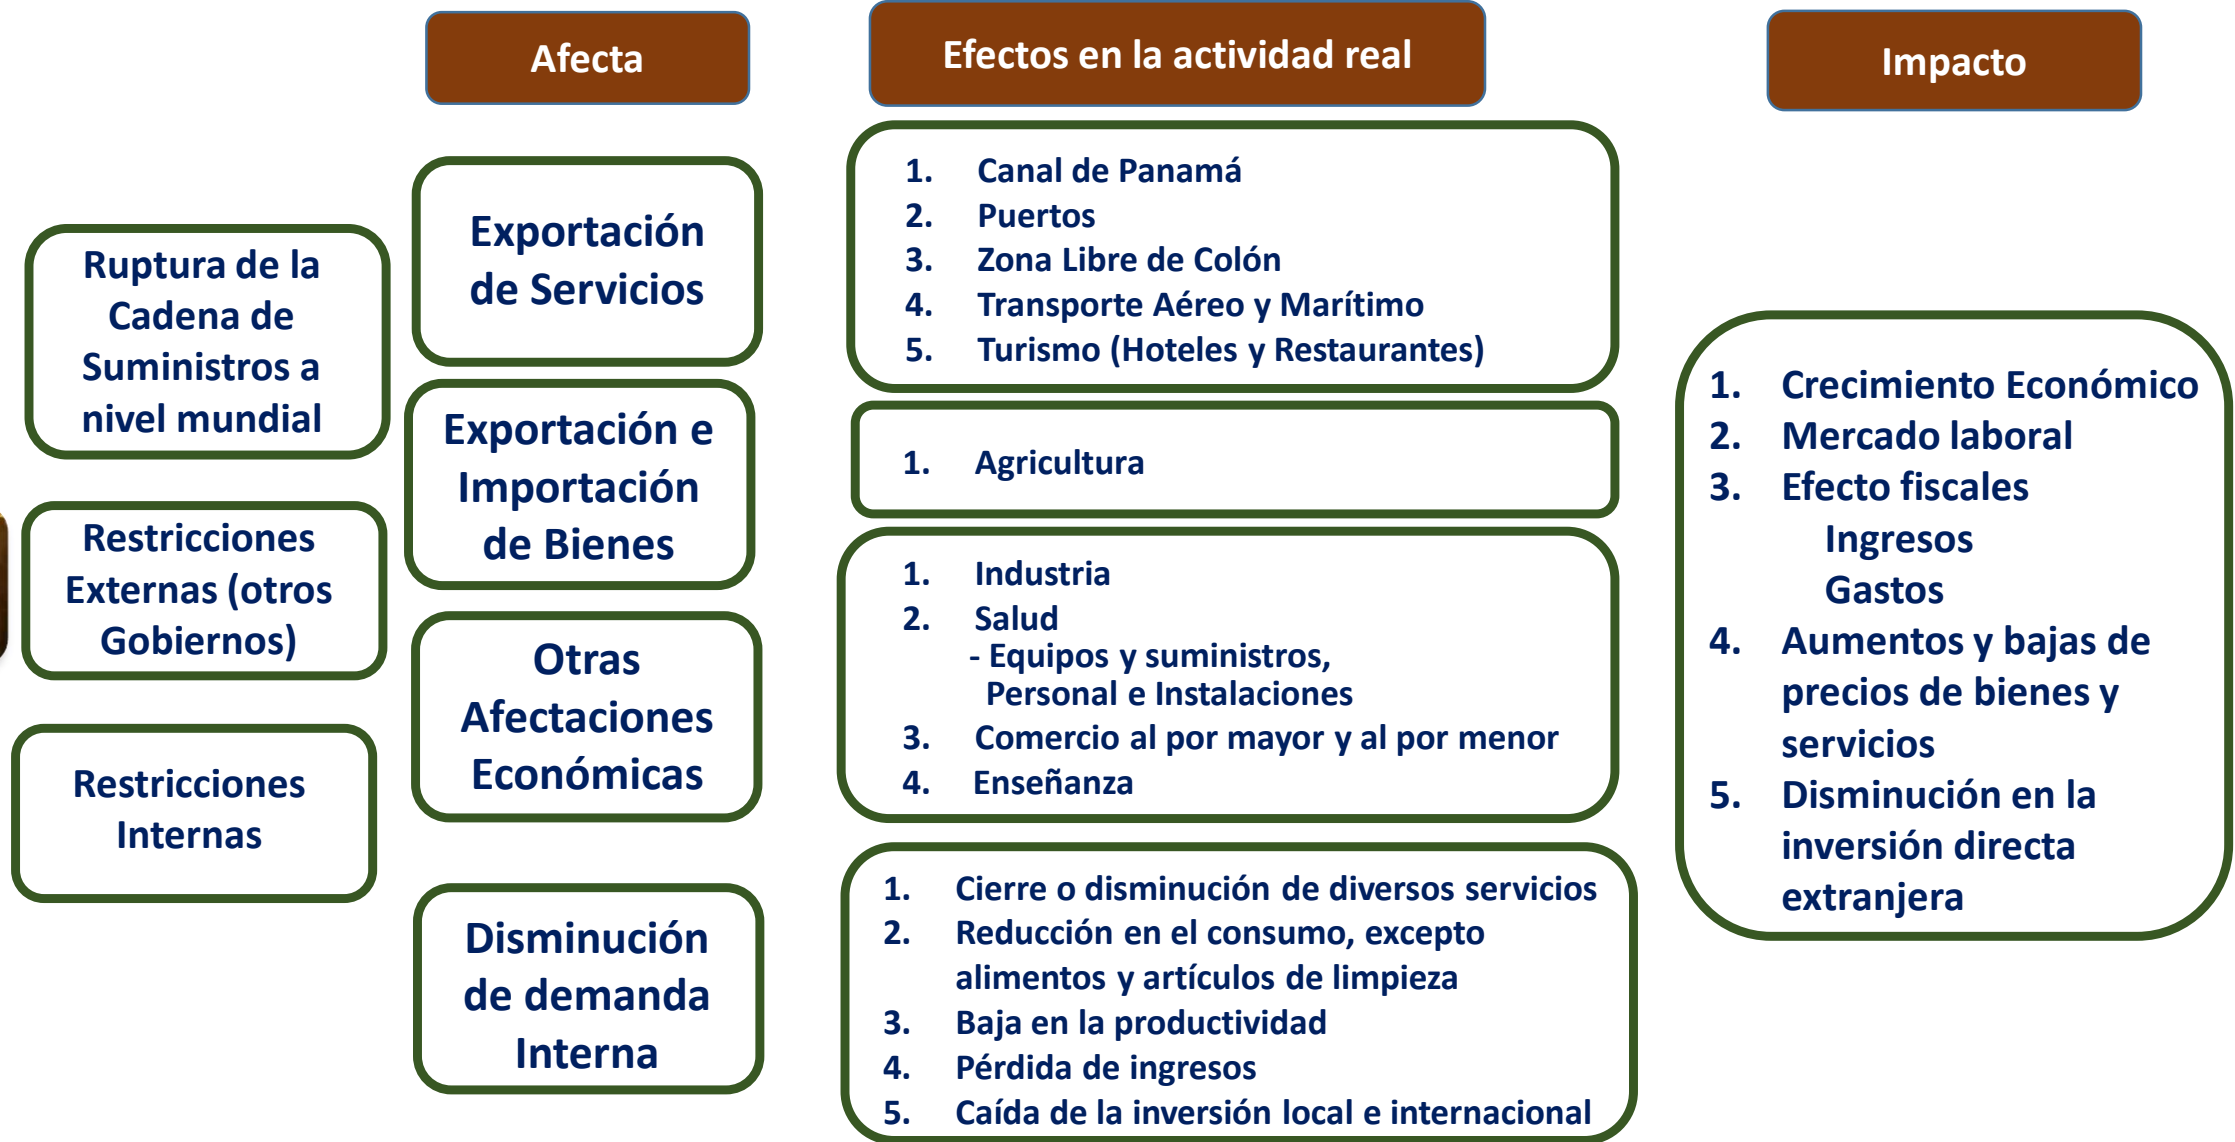 Afecta
Efectos en la actividad real
Impacto
Ruptura de la
Cadena de
Suministros a
nivel mundial
Restricciones
Externas (otros
Gobiernos)
Restricciones
Internas
Exportación
de Servicios
Exportación e
Importación
de Bienes
Otras
Afectaciones
Económicas
Disminución
de demanda
Interna
1. Canal de Panamá
2. Puertos
3. Zona Libre de Colón
4. Transporte Aéreo y Marítimo
5. Turismo (Hoteles y Restaurantes)
1. Agricultura
1. Industria
2. Salud
- Equipos y suministros,
Personal e Instalaciones
3. Comercio al por mayor y al por menor
4. Enseñanza
1. Cierre o disminución de diversos servicios
2. Reducción en el consumo, excepto
alimentos y artículos de limpieza
3. Baja en la productividad
4. Pérdida de ingresos
5. Caída de la inversión local e internacional
1. Crecimiento Económico
2. Mercado laboral
3. Efecto fiscales
Ingresos
Gastos
4. Aumentos y bajas de
precios de bienes y
servicios
5. Disminución en la
inversión directa
extranjera